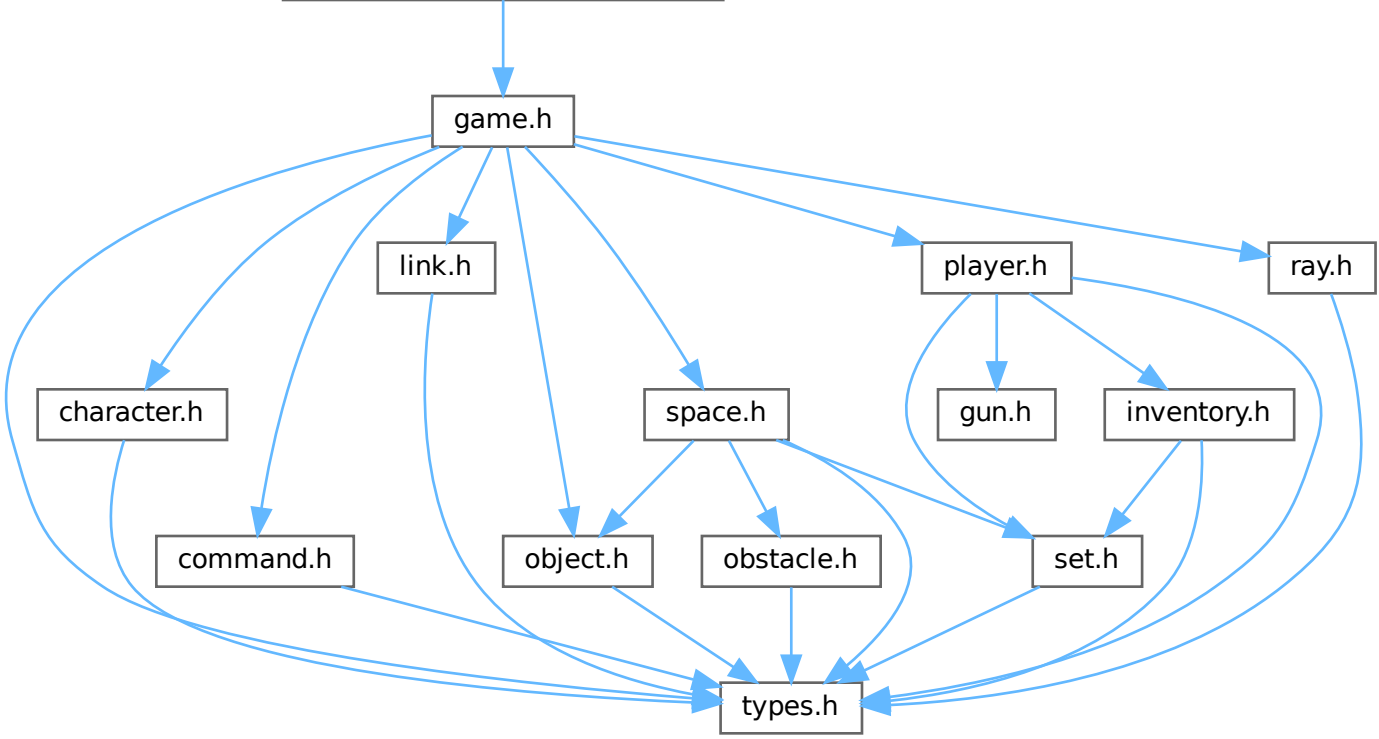 game.h
link.h
player.h
ray.h
character.h
space.h
gun.h
inventory.h
command.h
object.h
obstacle.h
set.h
types.h